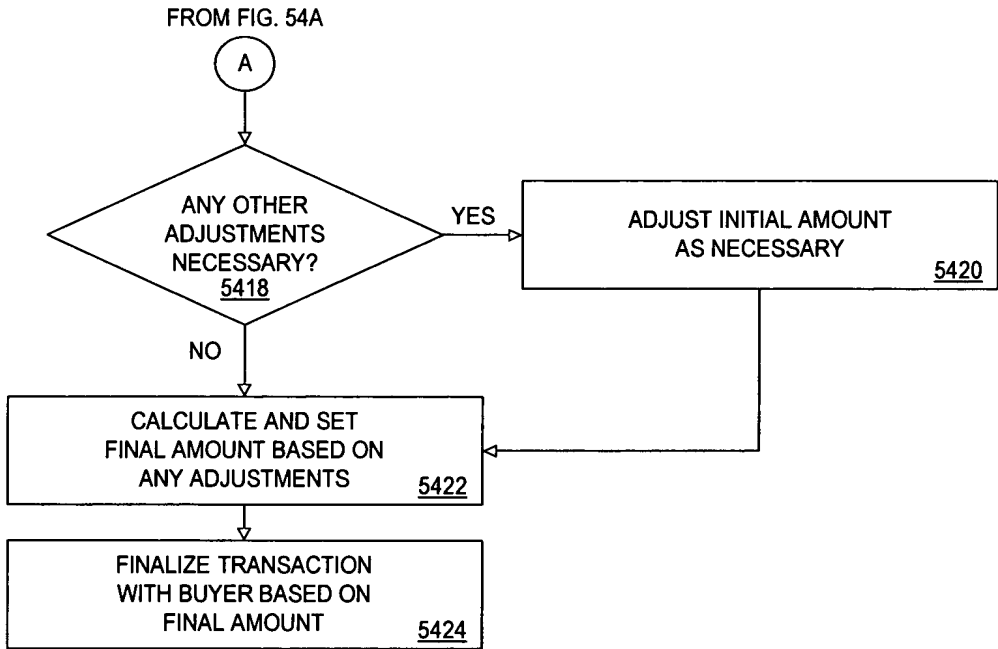 FROM FIG. 54A
A
ANY OTHER
ADJUSTMENTS
NECESSARY?
5418
YES
ADJUST INITIAL AMOUNT
AS NECESSARY
5420
NO
CALCULATE AND SET
FINAL AMOUNT BASED ON
ANY ADJUSTMENTS
5422
FINALIZE TRANSACTION
WITH BUYER BASED ON
FINAL AMOUNT
5424